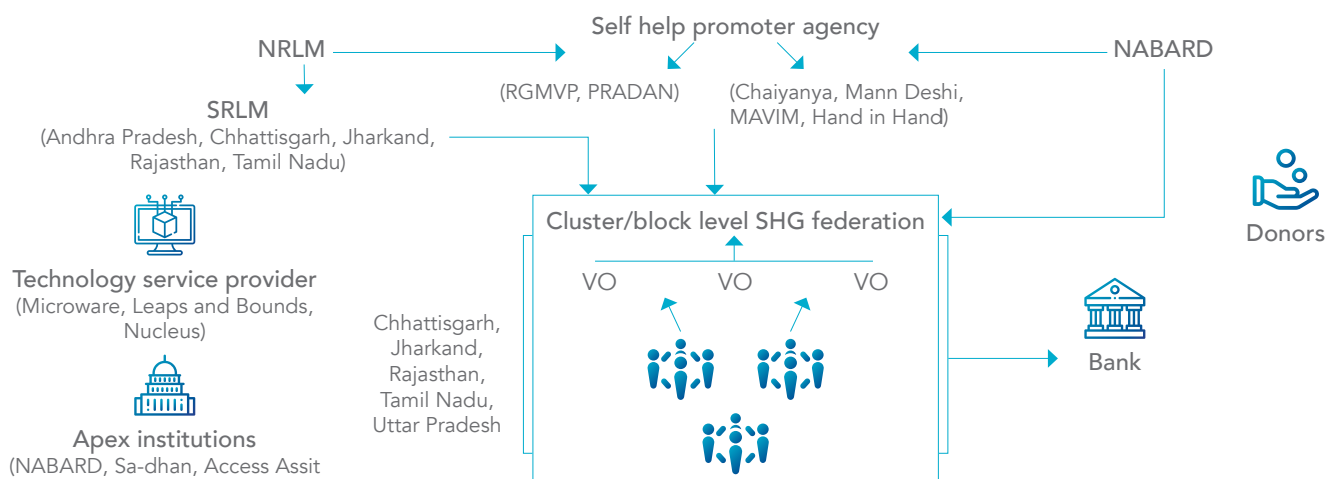 Self help promoter agency
NRLM
NABARD
(RGMVP, PRADAN)
(Chaiyanya, Mann Deshi,
MAVIM, Hand in Hand)
SRLM
(Andhra Pradesh, Chhattisgarh, Jharkand,
Rajasthan, Tamil Nadu)
Technology service provider
(Microware, Leaps and Bounds,
Nucleus)
Apex institutions
(NABARD, Sa-dhan, Access Assit
Cluster/block level SHG federation
VO
VO
VO
Chhattisgarh,
Jharkand,
Rajasthan,
Tamil Nadu,
Uttar Pradesh
Donors
Bank